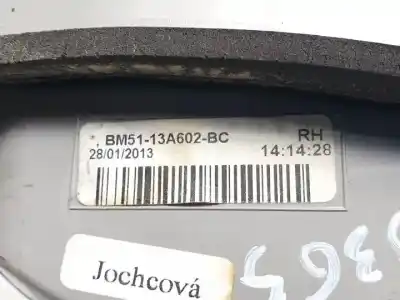 , BM51-13A602-BC RH
28/01/2013 14:14:28
Jochcová